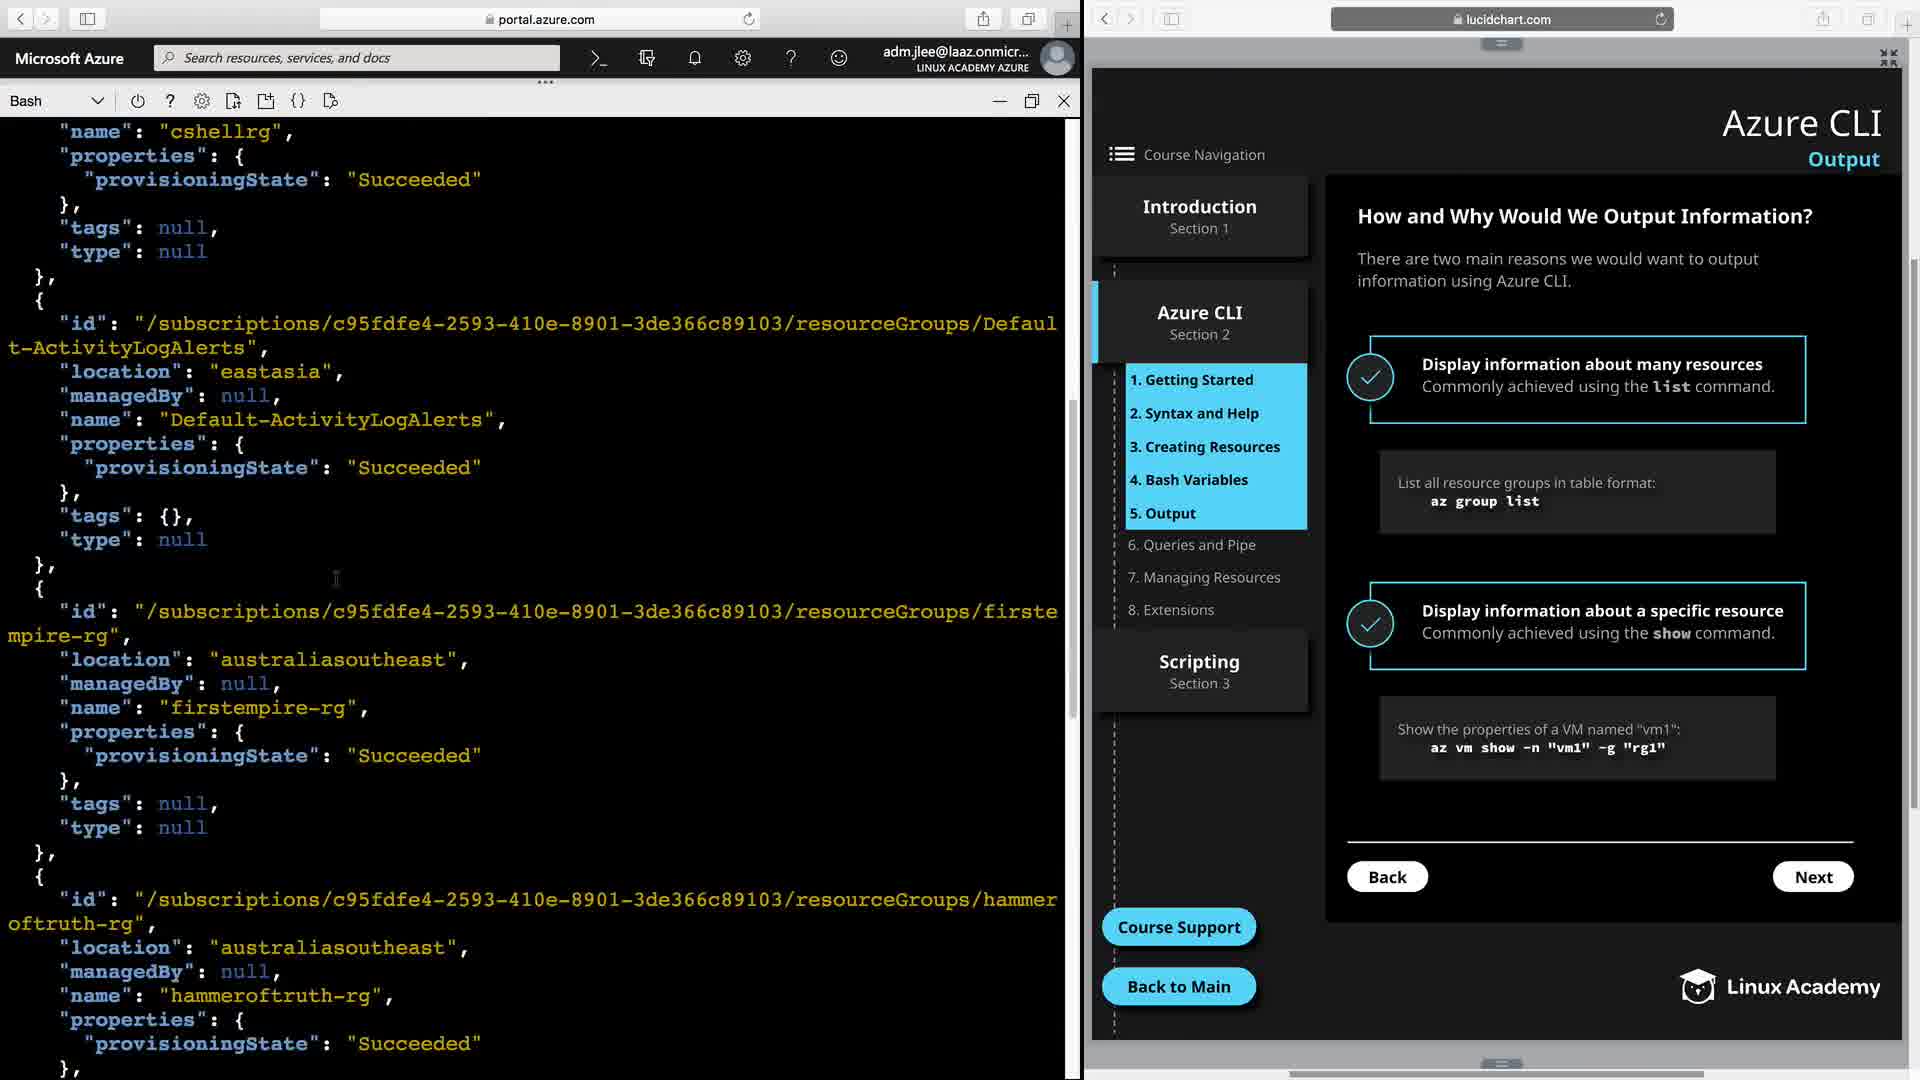 portal.azure.com
Microsoft Azure
Search resources, services, and docs
adm.jlee@laaz.onmicr...
LINUX ACADEMY AZURE
Bash
"name": "cshellrg",
"properties": {
"provisioningState": "Succeeded"
},
"tags": null,
"type": null
},
{
"id": "/subscriptions/c95fdfe4-2593-410e-8901-3de366c89103/resourceGroups/Defaul
t-ActivityLogAlerts",
"location": "eastasia",
"managedBy": null,
"name": "Default-ActivityLogAlerts",
"properties": {
"provisioningState": "Succeeded"
},
"tags": {},
"type": null
},
{
"id": "/subscriptions/c95fdfe4-2593-410e-8901-3de366c89103/resourceGroups/firste
mpire-rg",
"location": "australiasoutheast",
"managedBy": null,
"name": "firstempire-rg",
"properties": {
"provisioningState": "Succeeded"
},
"tags": null,
"type": null
},
{
"id": "/subscriptions/c95fdfe4-2593-410e-8901-3de366c89103/resourceGroups/hammer
oftruth-rg",
"location": "australiasoutheast",
"managedBy": null,
"name": "hammeroftruth-rg",
"properties": {
"provisioningState": "Succeeded"
},
lucidchart.com
Azure CLI
Output
Course Navigation
Introduction
Section 1
Azure CLI
Section 2
1. Getting Started
2. Syntax and Help
3. Creating Resources
4. Bash Variables
5. Output
6. Queries and Pipe
7. Managing Resources
8. Extensions
Scripting
Section 3
Course Support
Back to Main
How and Why Would We Output Information?
There are two main reasons we would want to output
information using Azure CLI.
Display information about many resources
Commonly achieved using the list command.
List all resource groups in table format:
az group list
Display information about a specific resource
Commonly achieved using the show command.
Show the properties of a VM named "vm1":
az vm show -n "vm1" -g "rg1"
Back
Next
Linux Academy